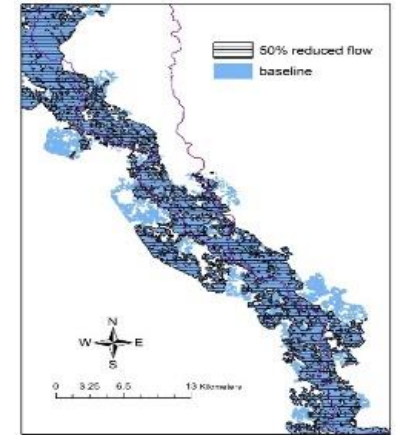 50% reduced flow
baseline
N
W E
S
0 3.25 6.5 13 Kilometers